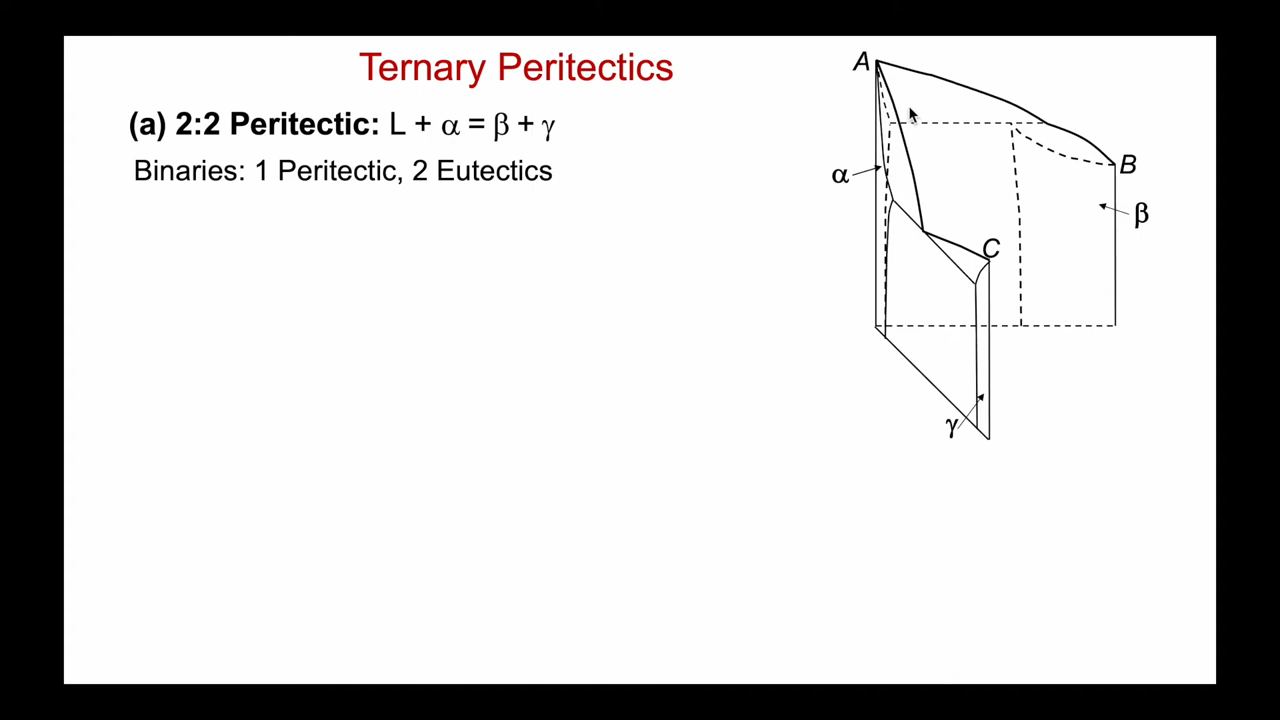 Ternary Peritectics
(a) 2:2 Peritectic: L + α = β + γ
Binaries: 1 Peritectic, 2 Eutectics
A
B
α
β
C
γ